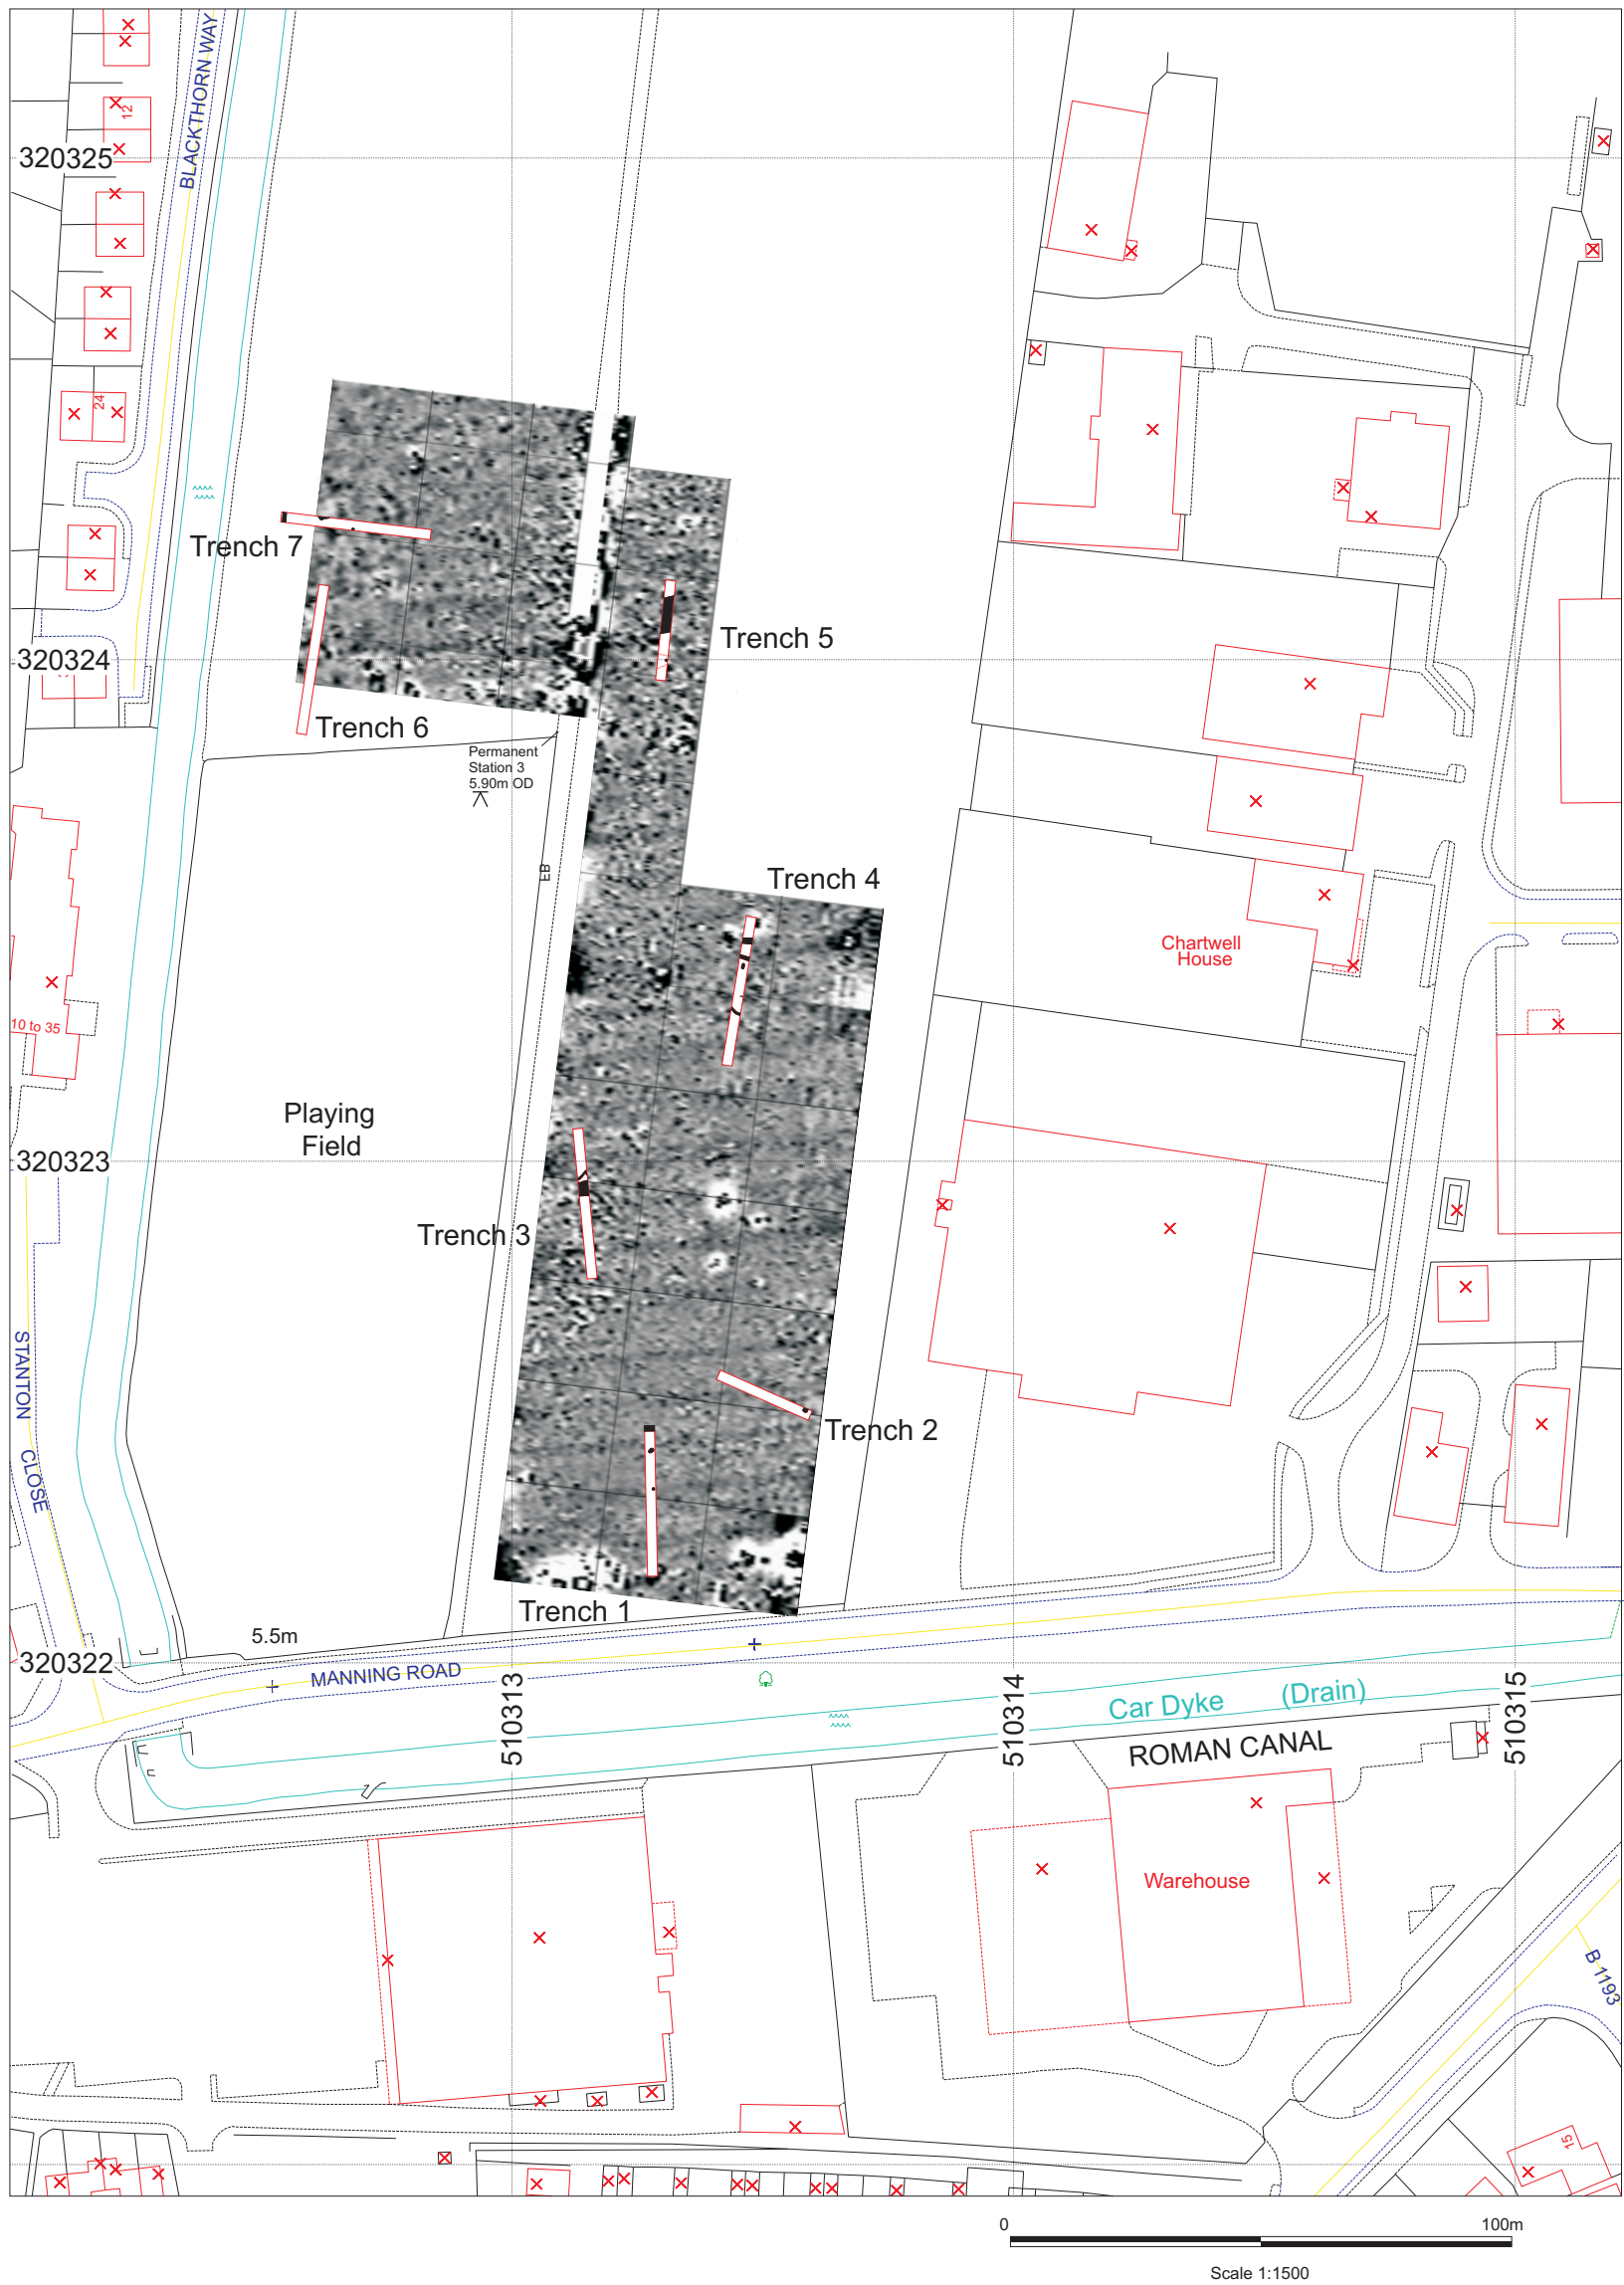 BLACKTHORN WAY
12
320325
24
Trench 7
Trench 5
320324
Trench 6
Permanent
Station 3
5.90m OD
EB
Trench 4
Chartwell
House
10 to 35
Playing
Field
320323
Trench 3
STANTON CLOSE
Trench 2
Trench 1
5.5m
320322
MANNING ROAD
510313
510314
510315
Car Dyke (Drain)
ROMAN CANAL
Warehouse
B 1193
15
0 100m
Scale 1:1500